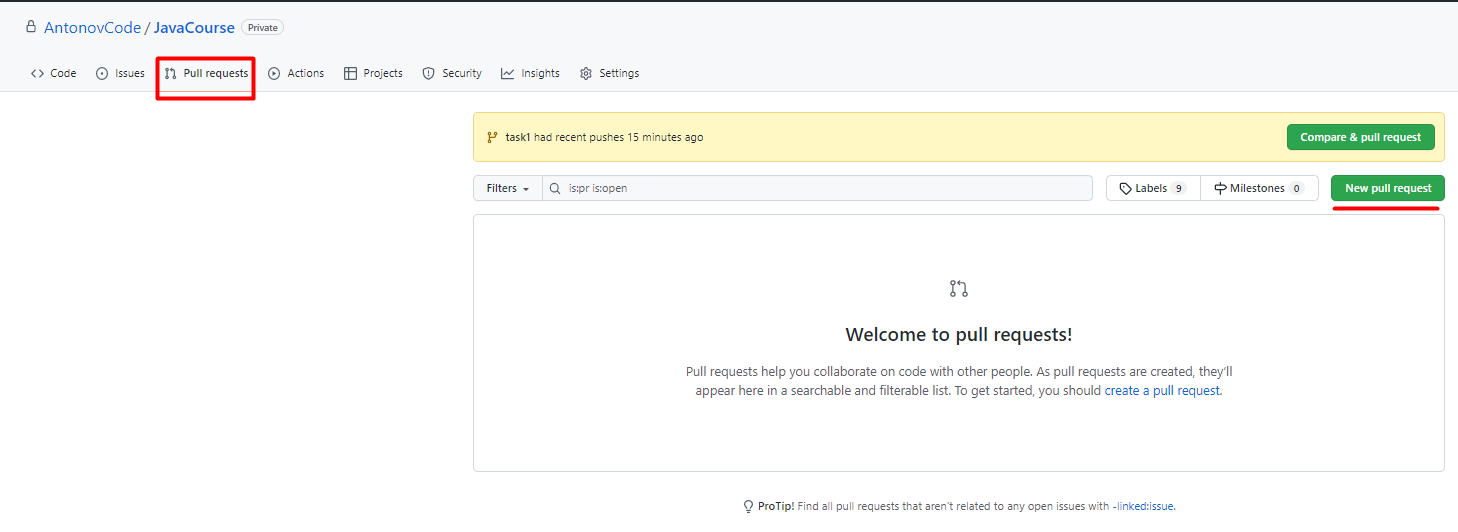 AntonovCode / JavaCourse Private
Code Issues Pull requests Actions Projects Security Insights Settings
task1 had recent pushes 15 minutes ago Compare & pull request
Filters is:pr is:open Labels 9 Milestones 0 New pull request
Welcome to pull requests!
Pull requests help you collaborate on code with other people. As pull requests are created, they'll
appear here in a searchable and filterable list. To get started, you should create a pull request.
ProTip! Find all pull requests that aren't related to any open issues with -linked:issue.